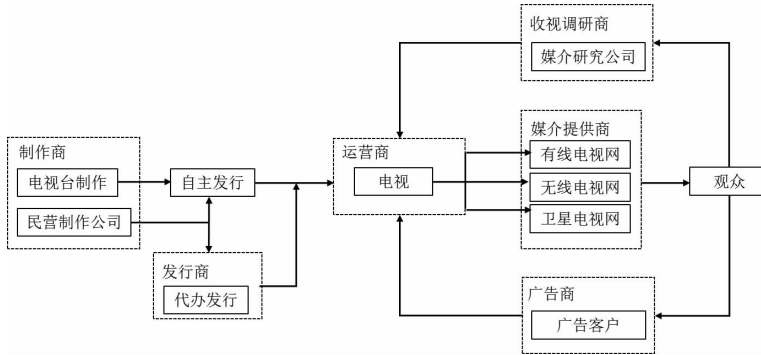 制作商
电视台制作
民营制作公司
自主发行
发行商
代办发行
运营商
电视
收视调研商
媒介研究公司
媒介提供商
有线电视网
无线电视网
卫星电视网
广告商
广告客户
观众